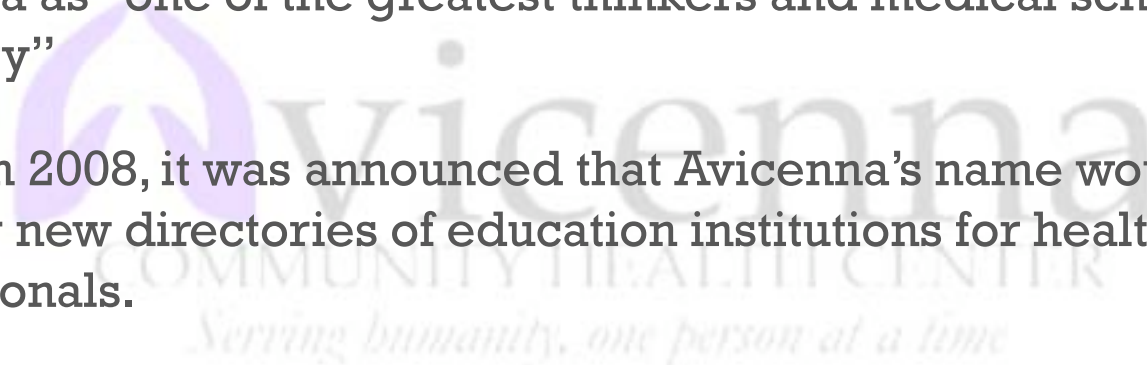 a as “one of the greatest thinkers and medical sch
y”
n 2008, it was announced that Avicenna’s name wo
new directories of education institutions for healt
onals.
Avicenna
COMMUNITY HEALTH CENTER
Serving humanity, one person at a time